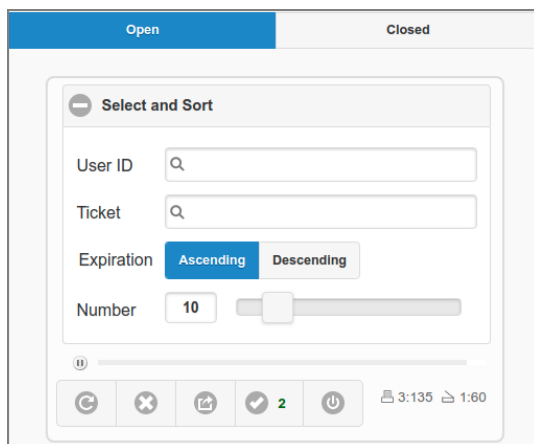 Open Closed
Select and Sort
User ID
Ticket
Expiration Ascending Descending
Number 10
2 3:135 1:60